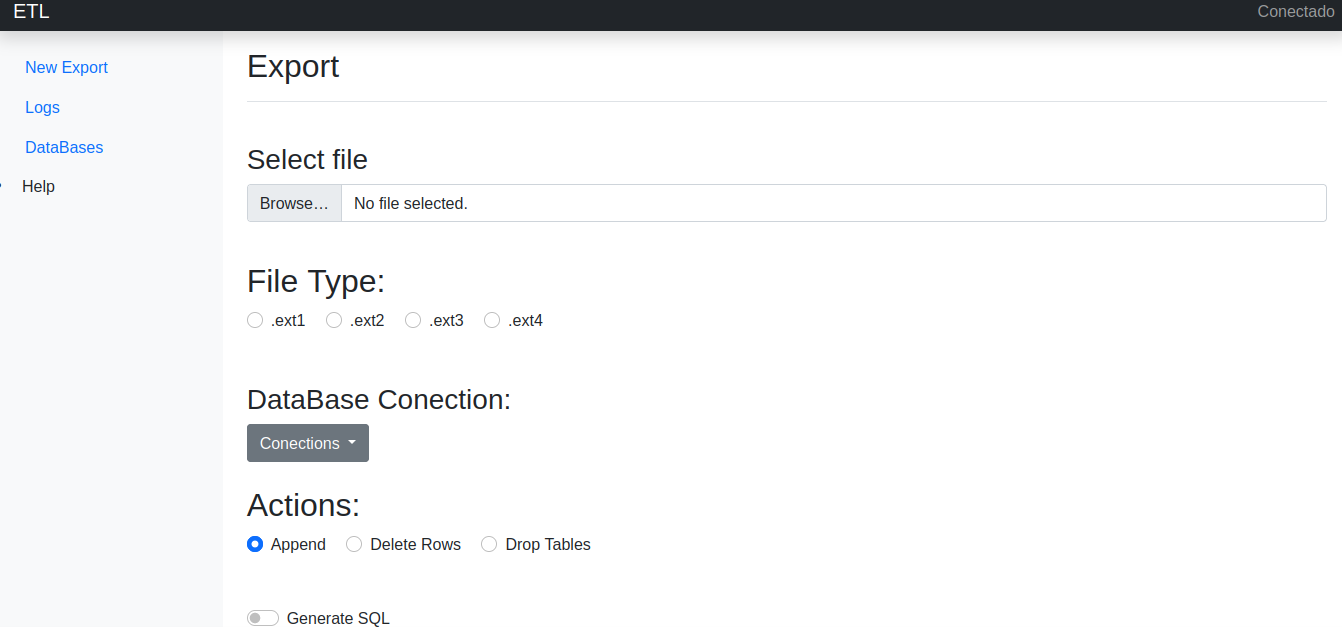 ETL
Conectado
New Export
Logs
DataBases
Help
Export
Select file
Browse... No file selected.
File Type:
.ext1 .ext2 .ext3 .ext4
DataBase Conection:
Conections
Actions:
Append Delete Rows Drop Tables
Generate SQL